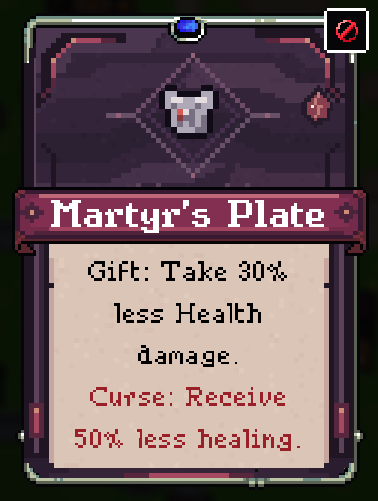 Martyr's Plate
Gift: Take 30%
less Health
damage.
Curse: Receive
50% less healing.